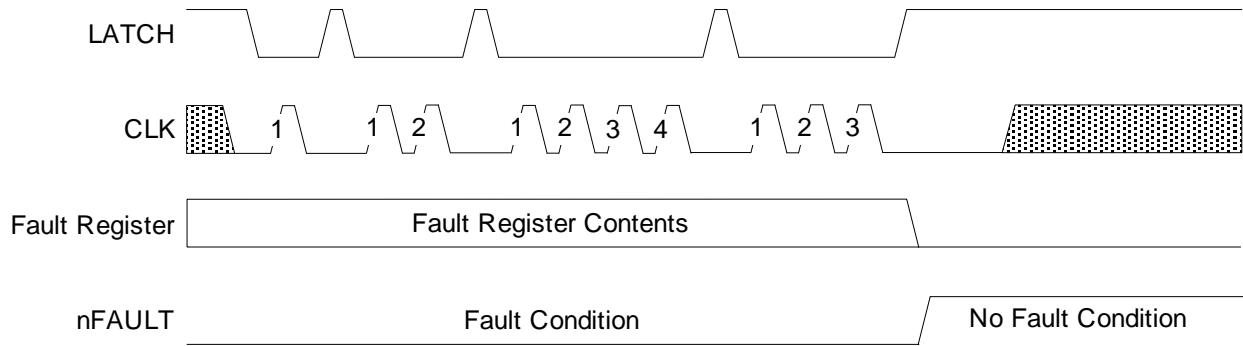 LATCH
CLK 1 1 2 1 2 3 4 1 2 3
Fault Register Fault Register Contents
nFAULT Fault Condition No Fault Condition